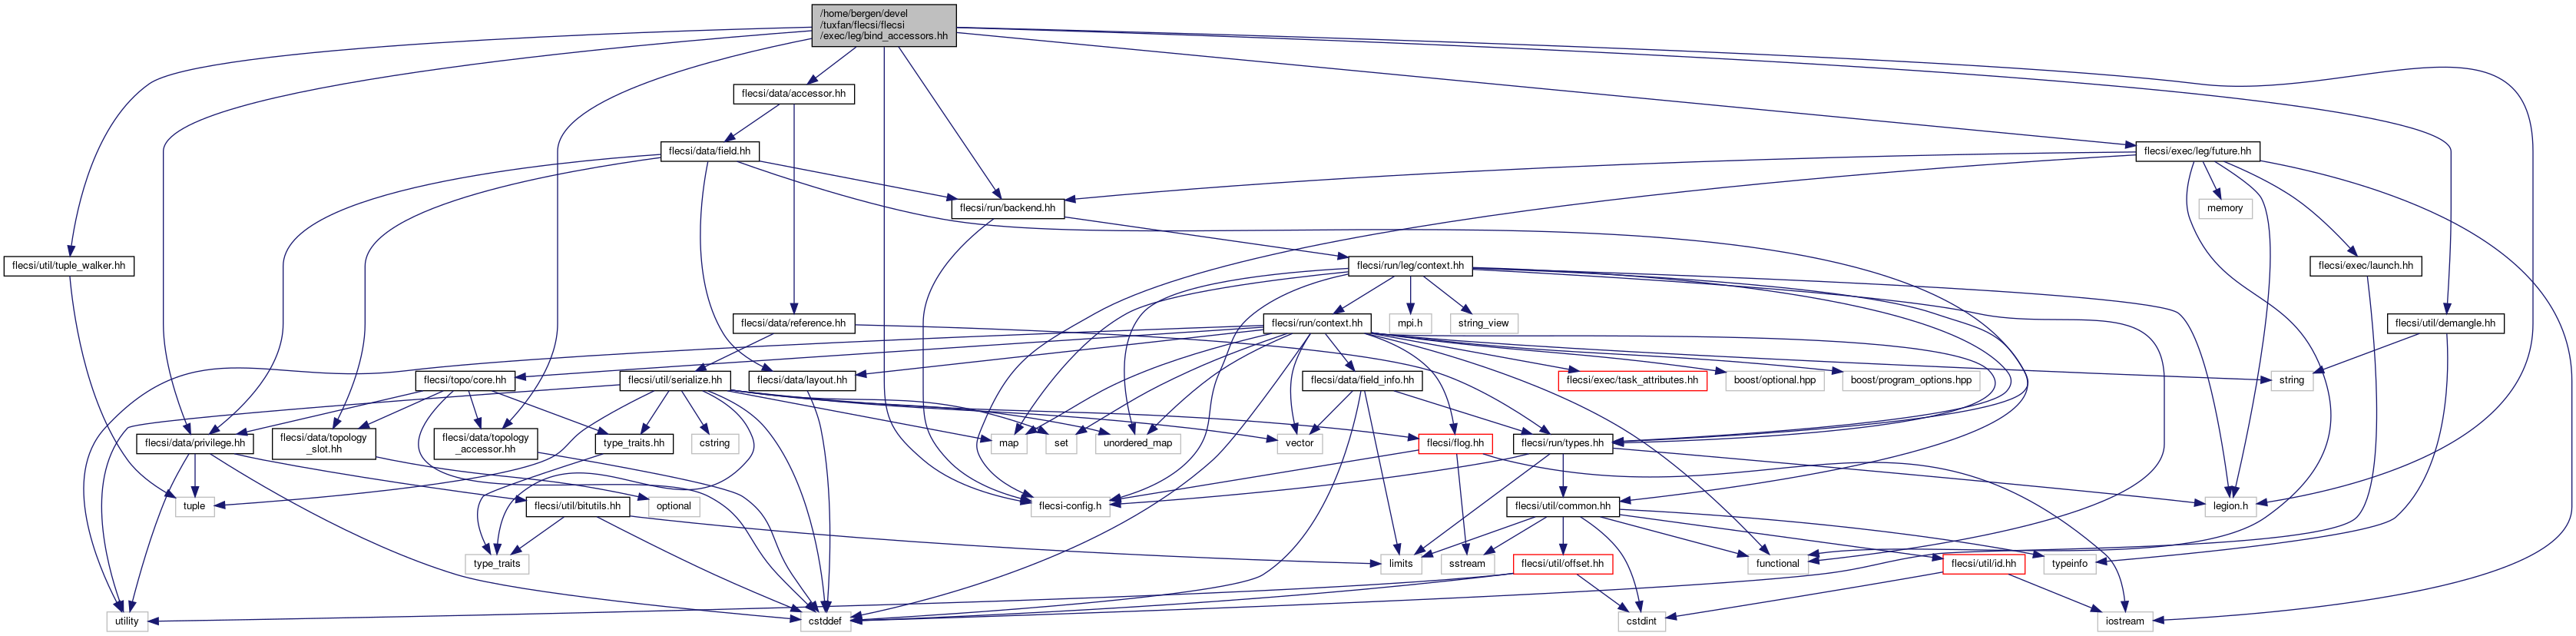 /home/bergen/devel
/tuxfan/flecsi/flecsi
/exec/leg/bind_accessors.hh
flecsi/data/accessor.hh
flecsi/data/field.hh
flecsi/exec/leg/future.hh
flecsi/run/backend.hh
memory
flecsi/util/tuple_walker.hh
flecsi/run/leg/context.hh
flecsi/exec/launch.hh
flecsi/data/reference.hh
flecsi/run/context.hh
mpi.h
string_view
flecsi/util/demangle.hh
flecsi/topo/core.hh
flecsi/util/serialize.hh
flecsi/data/layout.hh
flecsi/data/field_info.hh
flecsi/exec/task_attributes.hh
boost/optional.hpp
boost/program_options.hpp
string
flecsi/data/privilege.hh
flecsi/data/topology
_slot.hh
flecsi/data/topology
_accessor.hh
type_traits.hh
cstring
map
set
unordered_map
vector
flecsi/flog.hh
flecsi/run/types.hh
tuple
flecsi/util/bitutils.hh
optional
flecsi-config.h
flecsi/util/common.hh
legion.h
type_traits
limits
sstream
flecsi/util/offset.hh
functional
flecsi/util/id.hh
typeinfo
utility
cstddef
cstdint
iostream